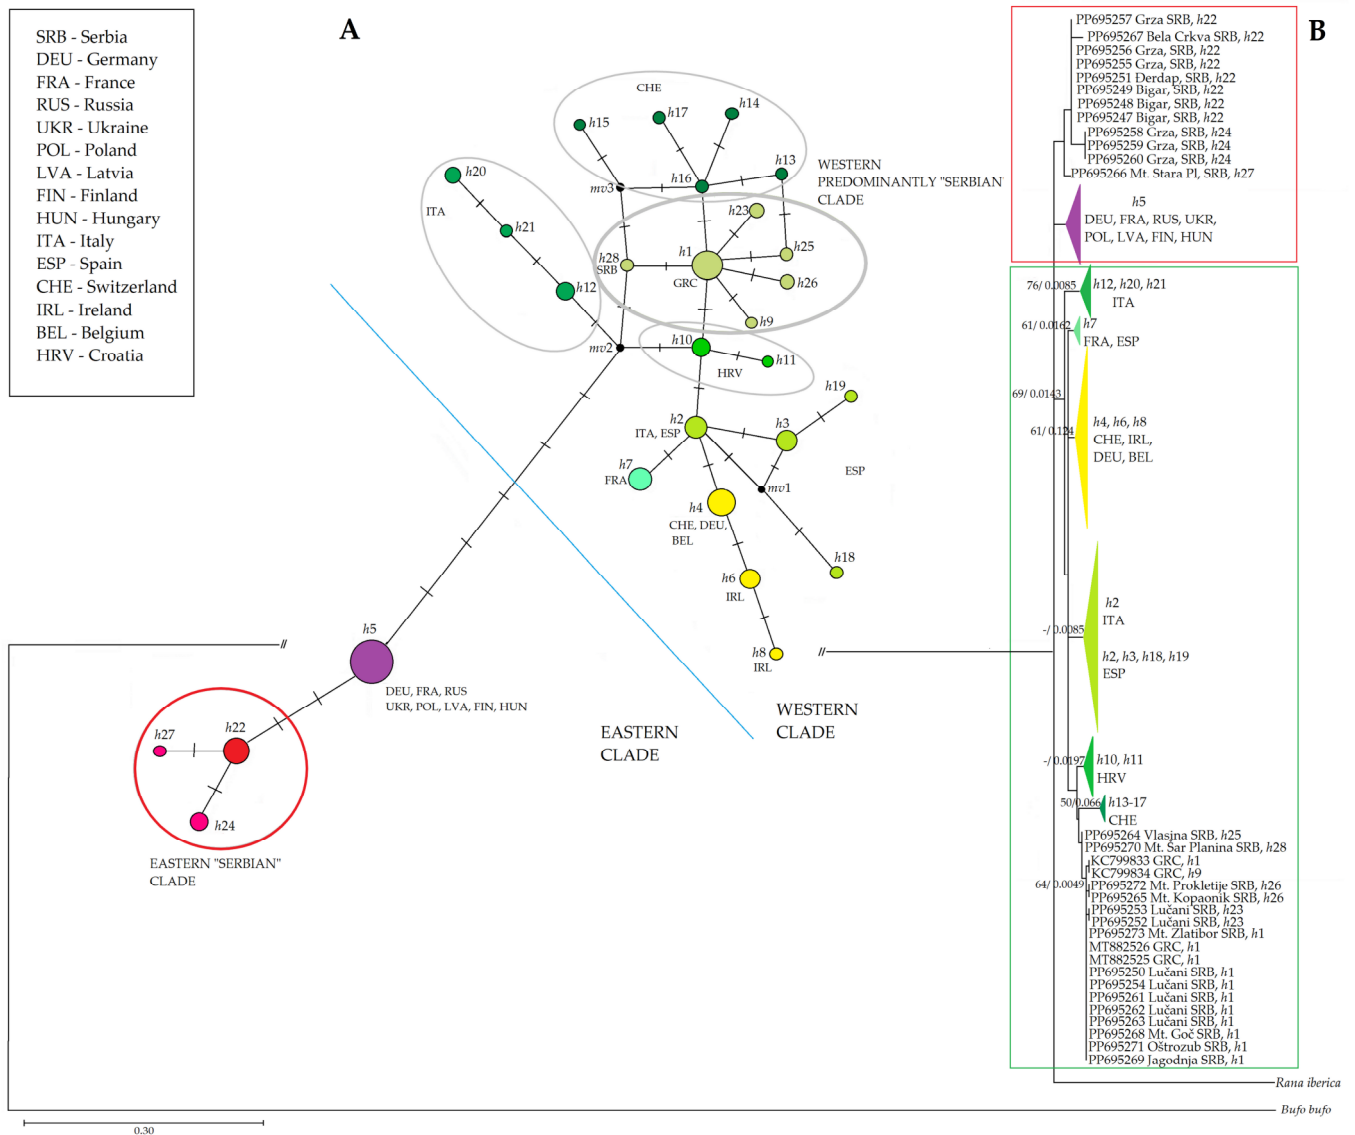 SRB - Serbia
DEU - Germany
FRA - France
RUS - Russia
UKR - Ukraine
POL - Poland
LVA - Latvia
FIN - Finland
HUN - Hungary
ITA - Italy
ESP - Spain
CHE - Switzerland
IRL - Ireland
BEL - Belgium
HRV - Croatia
A
CHE
h15
h17
h14
h13
h16
mv3
WESTERN
PREDOMINANTLY "SERBIAN"
CLADE
h20
ITA
h21
h12
h23
h25
h1
GRC
h28
SRB
h26
h9
mv2
h10
h11
HRV
h19
h2
ITA, ESP
h3
h7
FRA
ESP
mv1
h4
CHE, DEU,
BEL
h18
h6
IRL
h8
IRL
//
//
h5
DEU, FRA, RUS
UKR, POL, LVA, FIN, HUN
h27
h22
h24
EASTERN "SERBIAN"
CLADE
EASTERN
CLADE
WESTERN
CLADE
B
PP695257 Grza SRB, h22
PP695267 Bela Crkva SRB, h22
PP695256 Grza, SRB, h22
PP695255 Grza, SRB, h22
PP695251 Đerdap, SRB, h22
PP695249 Bigar, SRB, h22
PP695248 Bigar, SRB, h22
PP695247 Bigar, SRB, h22
PP695258 Grza, SRB, h24
PP695259 Grza, SRB, h24
PP695260 Grza, SRB, h24
PP695266 Mt. Stara Pl, SRB, h27
h5
DEU, FRA, RUS, UKR,
POL, LVA, FIN, HUN
76/ 0.0085
h12, h20, h21
ITA
61/ 0.0162
h7
FRA, ESP
69/ 0.0143
61/ 0.124
h4, h6, h8
CHE, IRL,
DEU, BEL
h2
ITA
-/ 0.0085
h2, h3, h18, h19
ESP
-/ 0.0197
h10, h11
HRV
50/0.066
h13-17
CHE
PP695264 Vlasina SRB, h25
PP695270 Mt. Šar Planina SRB, h28
KC799833 GRC, h1
KC799834 GRC, h9
64/ 0.0049
PP695272 Mt. Prokletije SRB, h26
PP695265 Mt. Kopaonik SRB, h26
PP695253 Lučani SRB, h23
PP695252 Lučani SRB, h23
PP695273 Mt. Zlatibor SRB, h1
MT882526 GRC, h1
MT882525 GRC, h1
PP695250 Lučani SRB, h1
PP695254 Lučani SRB, h1
PP695261 Lučani SRB, h1
PP695262 Lučani SRB, h1
PP695263 Lučani SRB, h1
PP695268 Mt. Goč SRB, h1
PP695271 Oštrozub SRB, h1
PP695269 Jagodnja SRB, h1
Rana iberica
Bufo bufo
0.30